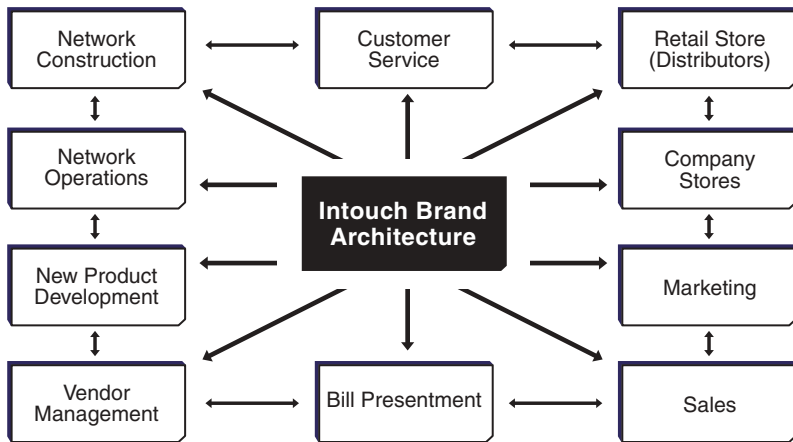 Network
Construction
Customer
Service
Retail Store
(Distributors)
Network
Operations
Company
Stores
Intouch Brand
Architecture
New Product
Development
Marketing
Vendor
Management
Bill Presentment
Sales